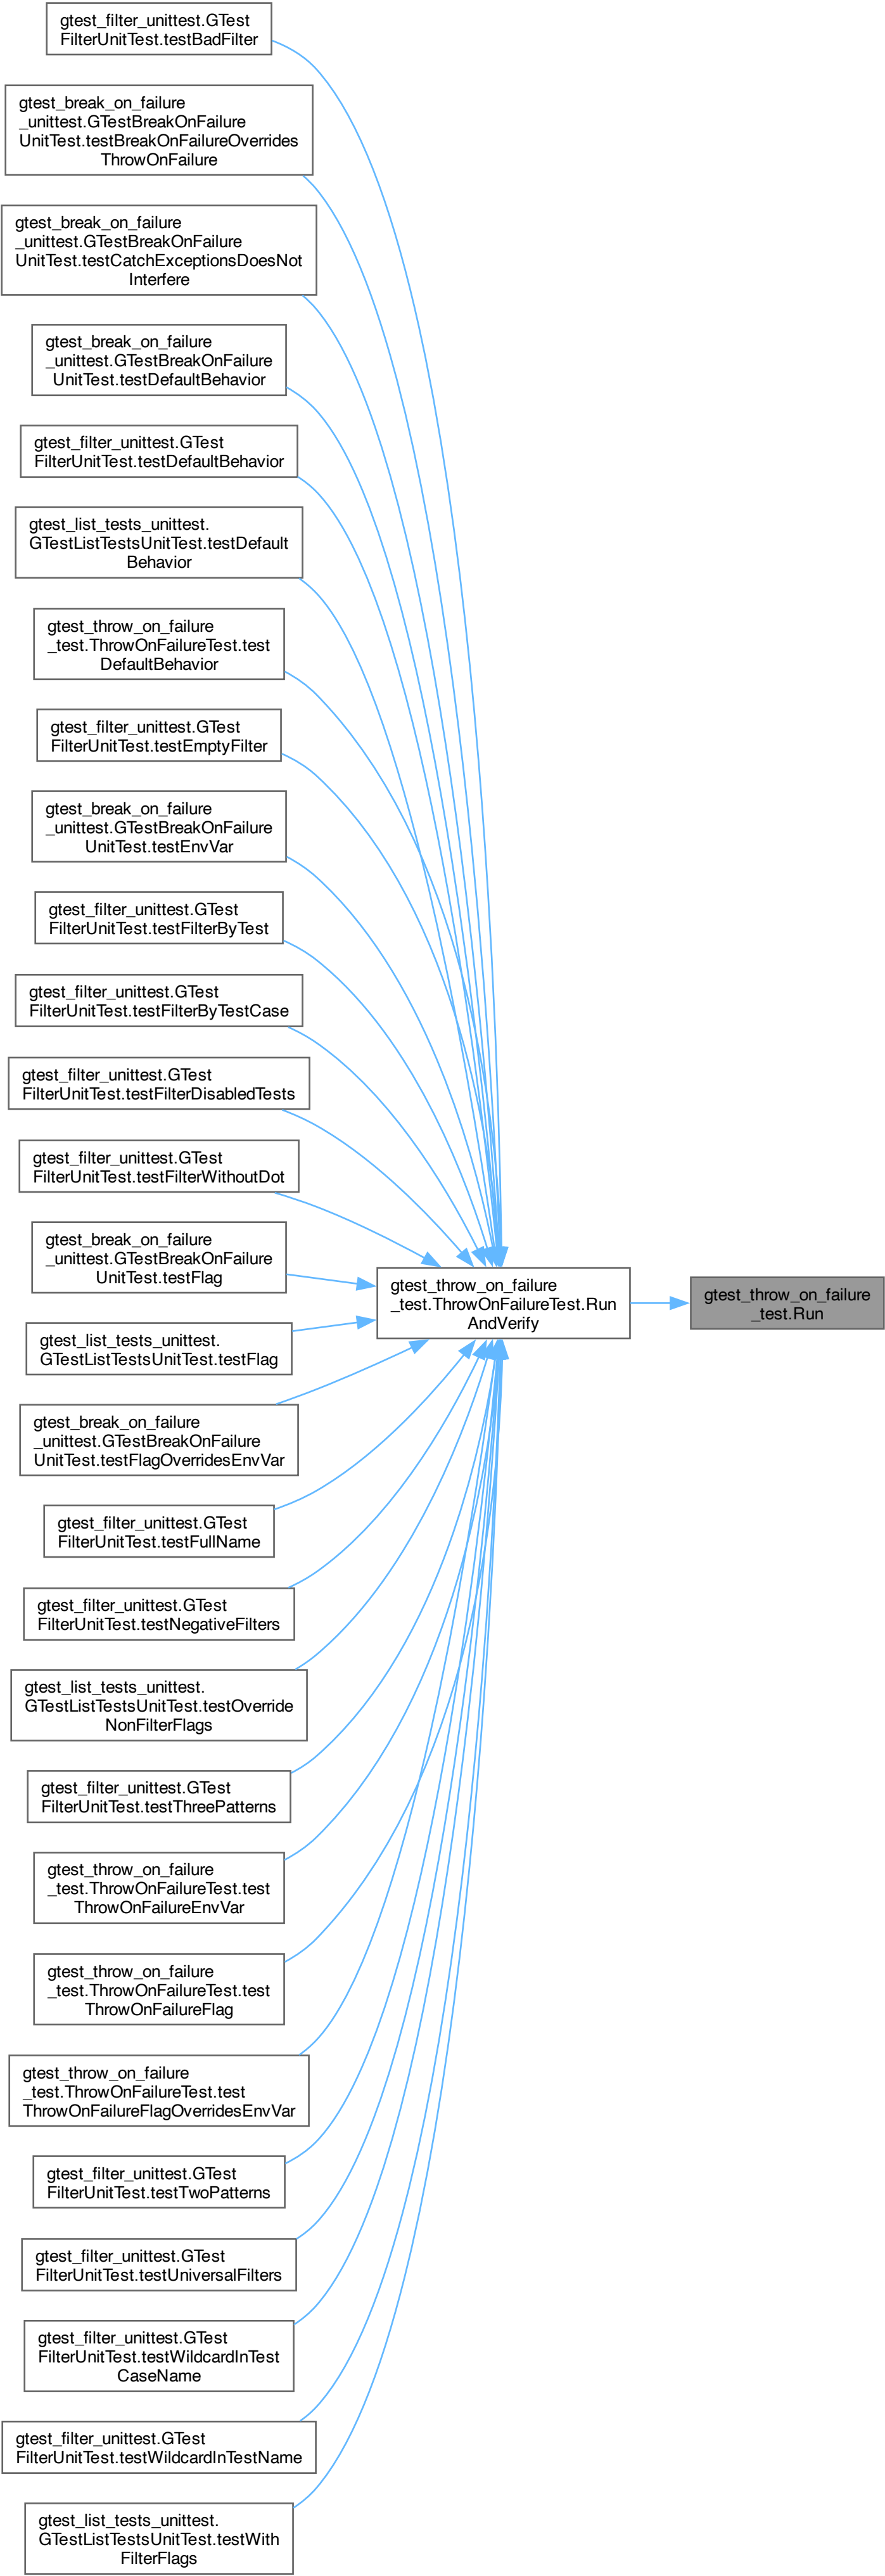 gtest_filter_unittest.GTest
FilterUnitTest.testBadFilter
gtest_break_on_failure
_unittest.GTestBreakOnFailure
UnitTest.testBreakOnFailureOverrides
ThrowOnFailure
gtest_break_on_failure
_unittest.GTestBreakOnFailure
UnitTest.testCatchExceptionsDoesNot
Interfere
gtest_break_on_failure
_unittest.GTestBreakOnFailure
UnitTest.testDefaultBehavior
gtest_filter_unittest.GTest
FilterUnitTest.testDefaultBehavior
gtest_list_tests_unittest.
GTestListTestsUnitTest.testDefault
Behavior
gtest_throw_on_failure
_test.ThrowOnFailureTest.test
DefaultBehavior
gtest_filter_unittest.GTest
FilterUnitTest.testEmptyFilter
gtest_break_on_failure
_unittest.GTestBreakOnFailure
UnitTest.testEnvVar
gtest_filter_unittest.GTest
FilterUnitTest.testFilterByTest
gtest_filter_unittest.GTest
FilterUnitTest.testFilterByTestCase
gtest_filter_unittest.GTest
FilterUnitTest.testFilterDisabledTests
gtest_filter_unittest.GTest
FilterUnitTest.testFilterWithoutDot
gtest_break_on_failure
_unittest.GTestBreakOnFailure
UnitTest.testFlag
gtest_throw_on_failure
_test.ThrowOnFailureTest.Run
AndVerify
gtest_throw_on_failure
_test.Run
gtest_list_tests_unittest.
GTestListTestsUnitTest.testFlag
gtest_break_on_failure
_unittest.GTestBreakOnFailure
UnitTest.testFlagOverridesEnvVar
gtest_filter_unittest.GTest
FilterUnitTest.testFullName
gtest_filter_unittest.GTest
FilterUnitTest.testNegativeFilters
gtest_list_tests_unittest.
GTestListTestsUnitTest.testOverride
NonFilterFlags
gtest_filter_unittest.GTest
FilterUnitTest.testThreePatterns
gtest_throw_on_failure
_test.ThrowOnFailureTest.test
ThrowOnFailureEnvVar
gtest_throw_on_failure
_test.ThrowOnFailureTest.test
ThrowOnFailureFlag
gtest_throw_on_failure
_test.ThrowOnFailureTest.test
ThrowOnFailureFlagOverridesEnvVar
gtest_filter_unittest.GTest
FilterUnitTest.testTwoPatterns
gtest_filter_unittest.GTest
FilterUnitTest.testUniversalFilters
gtest_filter_unittest.GTest
FilterUnitTest.testWildcardInTest
CaseName
gtest_filter_unittest.GTest
FilterUnitTest.testWildcardInTestName
gtest_list_tests_unittest.
GTestListTestsUnitTest.testWith
FilterFlags